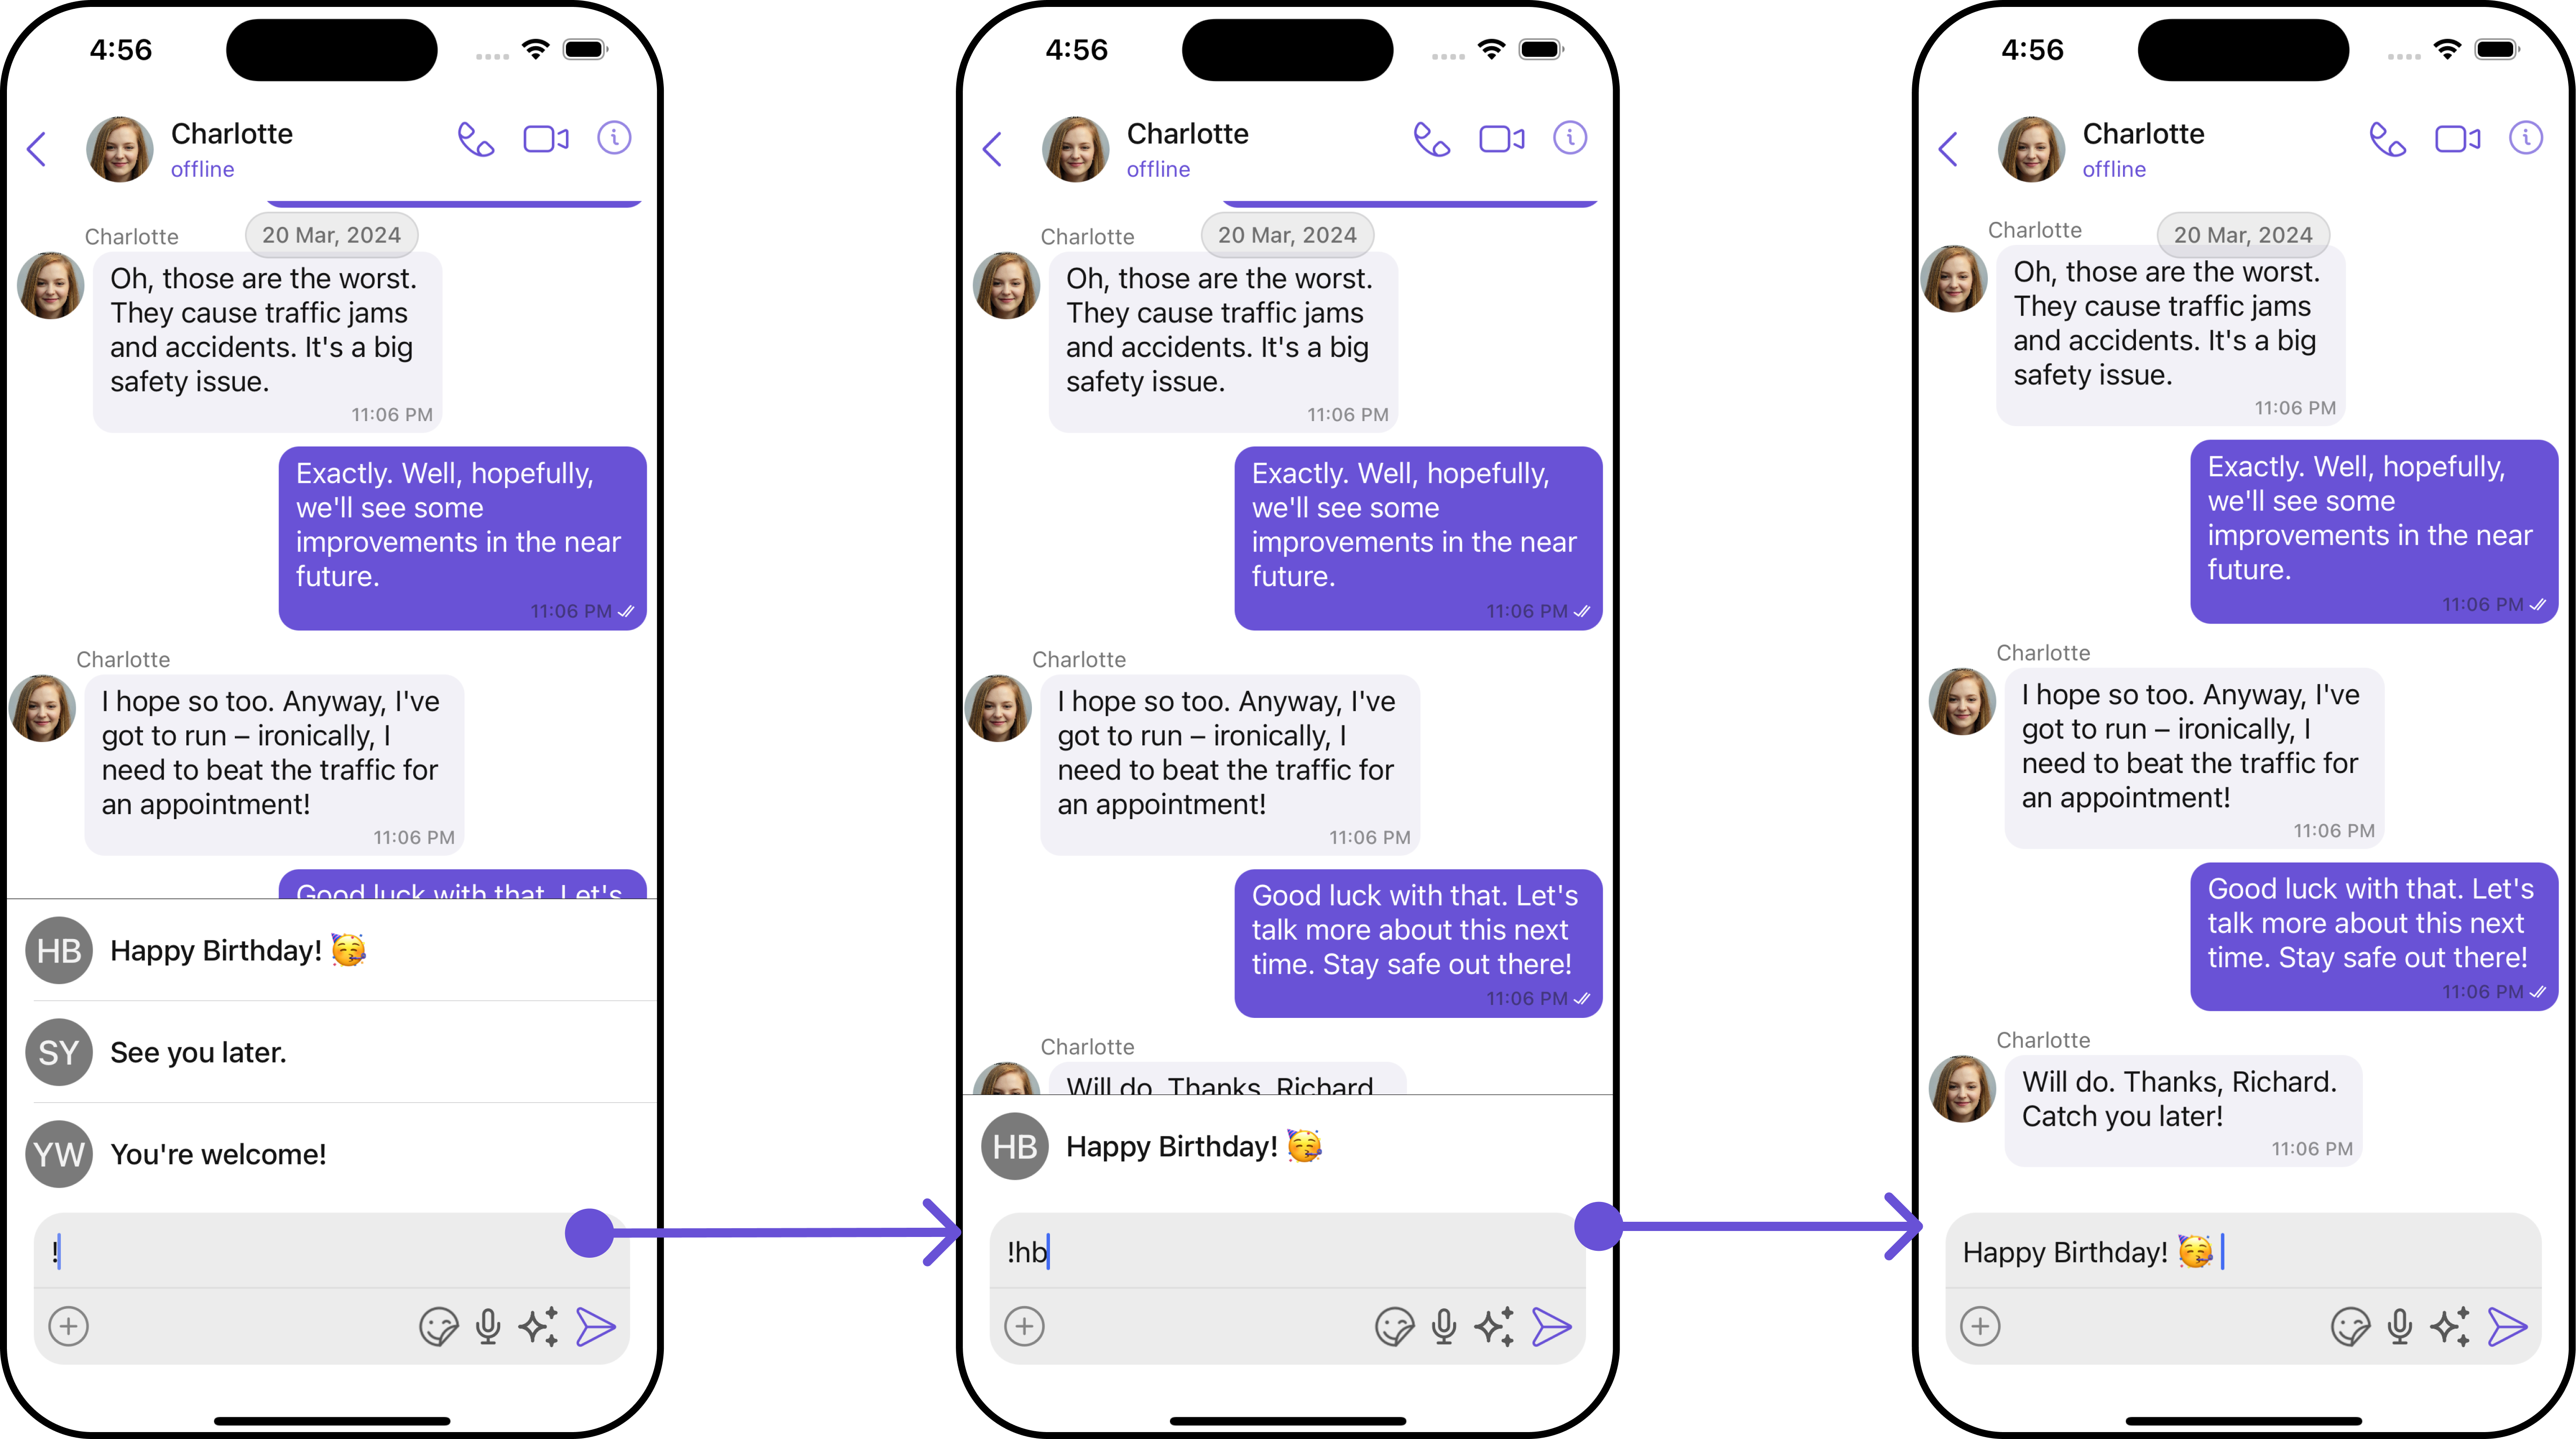 4:56
Charlotte
offline
20 Mar, 2024
Charlotte
Oh, those are the worst.
They cause traffic jams
and accidents. It's a big
safety issue.
11:06 PM
Exactly. Well, hopefully,
we'll see some
improvements in the near
future.
11:06 PM
Charlotte
I hope so too. Anyway, I've
got to run – ironically, I
need to beat the traffic for
an appointment!
11:06 PM
Good luck with that. Let's
HB
Happy Birthday! 🥳
SY
See you later.
YW
You're welcome!
!
4:56
Charlotte
offline
20 Mar, 2024
Charlotte
Oh, those are the worst.
They cause traffic jams
and accidents. It's a big
safety issue.
11:06 PM
Exactly. Well, hopefully,
we'll see some
improvements in the near
future.
11:06 PM
Charlotte
I hope so too. Anyway, I've
got to run – ironically, I
need to beat the traffic for
an appointment!
11:06 PM
Good luck with that. Let's
talk more about this next
time. Stay safe out there!
11:06 PM
Charlotte
Will do. Thanks, Richard.
HB
Happy Birthday! 🥳
!hb
4:56
Charlotte
offline
20 Mar, 2024
Charlotte
Oh, those are the worst.
They cause traffic jams
and accidents. It's a big
safety issue.
11:06 PM
Exactly. Well, hopefully,
we'll see some
improvements in the near
future.
11:06 PM
Charlotte
I hope so too. Anyway, I've
got to run – ironically, I
need to beat the traffic for
an appointment!
11:06 PM
Good luck with that. Let's
talk more about this next
time. Stay safe out there!
11:06 PM
Charlotte
Will do. Thanks, Richard.
Catch you later!
11:06 PM
Happy Birthday! 🥳